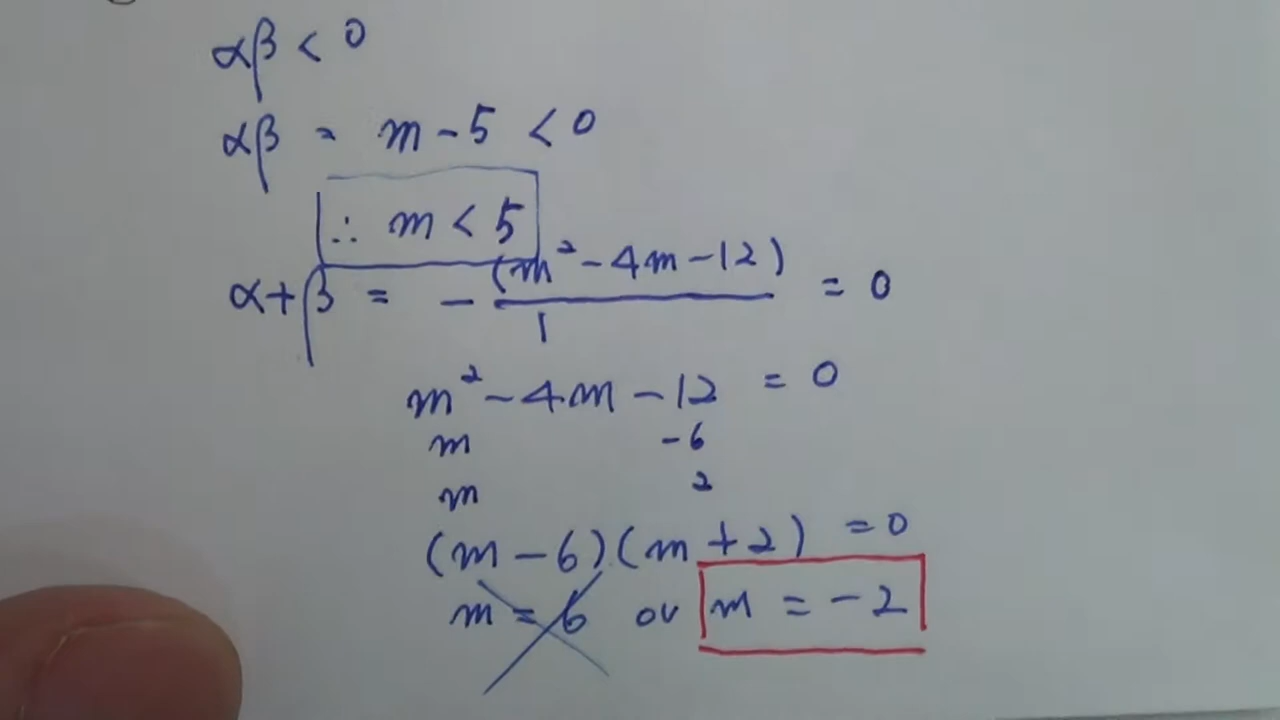 αβ < 0
αβ = m - 5 < 0
∴ m < 5
α + β = - (m² - 4m - 12) / 1 = 0
m² - 4m - 12 = 0
m -6
m 2
(m - 6)(m + 2) = 0
m = 6 or m = -2